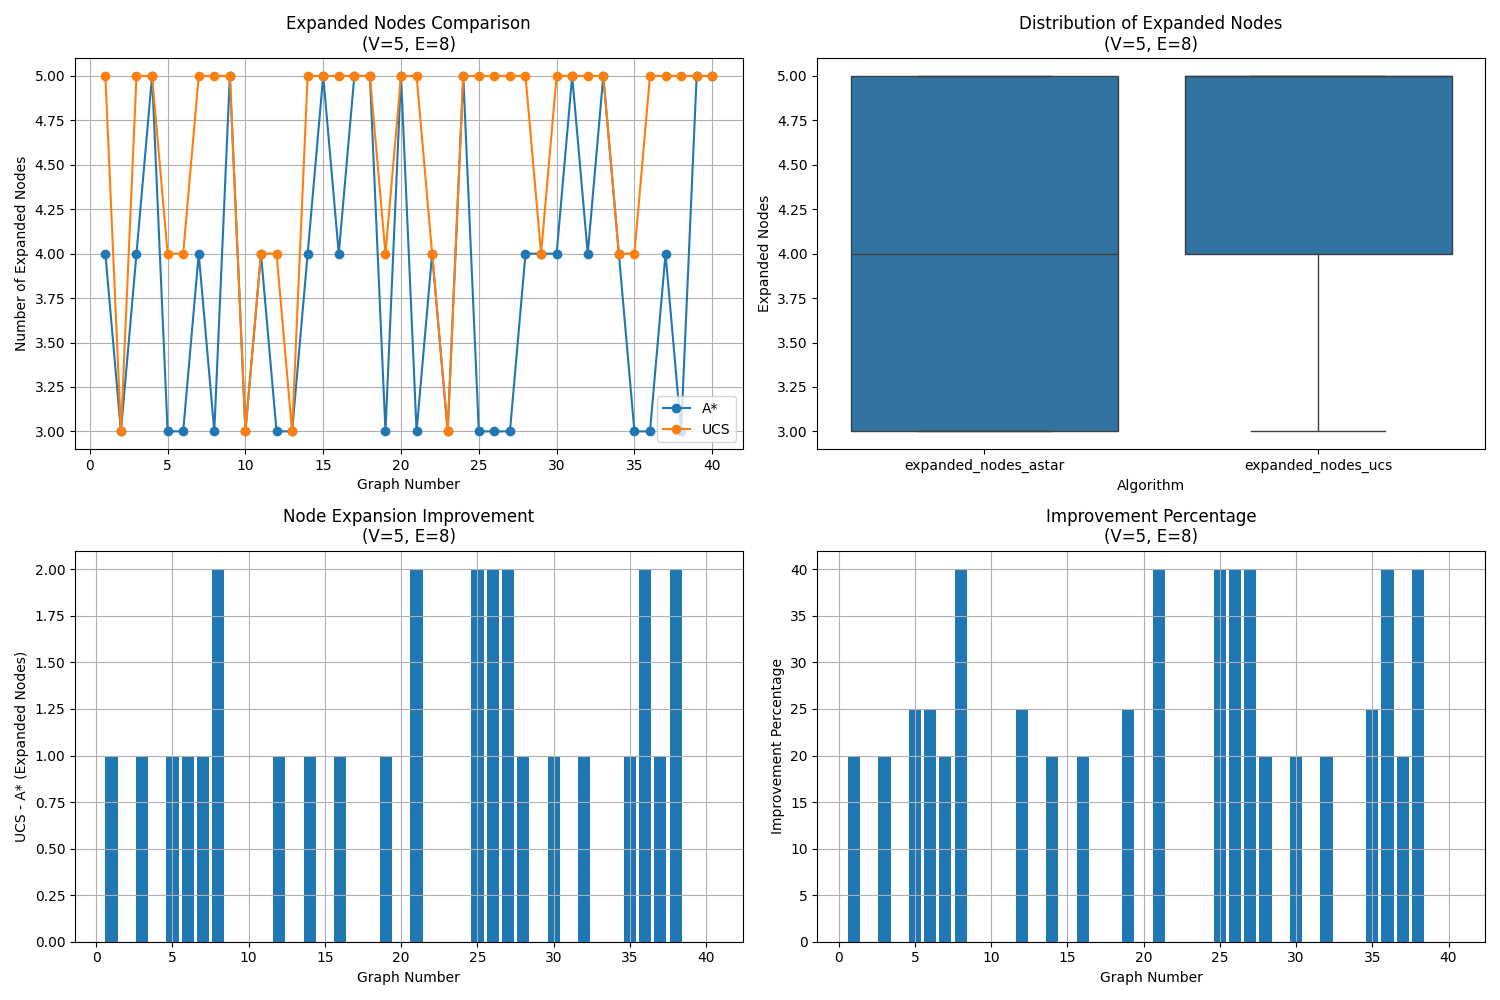 Expanded Nodes Comparison
(V=5, E=8)
Number of Expanded Nodes
5.00
4.75
4.50
4.25
4.00
3.75
3.50
3.25
3.00
A*
UCS
0 5 10 15 20 25 30 35 40
Graph Number
Distribution of Expanded Nodes
(V=5, E=8)
Expanded Nodes
5.00
4.75
4.50
4.25
4.00
3.75
3.50
3.25
3.00
expanded_nodes_astar expanded_nodes_ucs
Algorithm
Node Expansion Improvement
(V=5, E=8)
UCS - A* (Expanded Nodes)
2.00
1.75
1.50
1.25
1.00
0.75
0.50
0.25
0.00
0 5 10 15 20 25 30 35 40
Graph Number
Improvement Percentage
(V=5, E=8)
Improvement Percentage
40
35
30
25
20
15
10
5
0
0 5 10 15 20 25 30 35 40
Graph Number